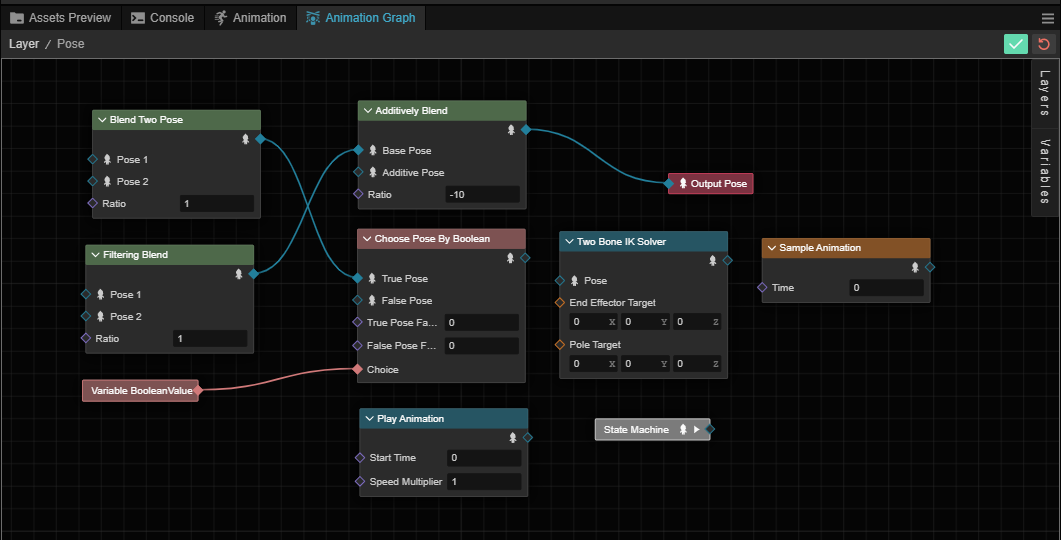 Assets Preview Console Animation Animation Graph
Layer / Pose
Layers
Variables
Blend Two Pose
Pose 1
Pose 2
Ratio 1
Filtering Blend
Pose 1
Pose 2
Ratio 1
Variable BooleanValue
Additively Blend
Base Pose
Additive Pose
Ratio -10
Choose Pose By Boolean
True Pose
False Pose
True Pose Fa... 0
False Pose F... 0
Choice
Play Animation
Start Time 0
Speed Multiplier 1
Output Pose
Two Bone IK Solver
Pose
End Effector Target
0 X 0 Y 0 Z
Pole Target
0 X 0 Y 0 Z
State Machine
Sample Animation
Time 0